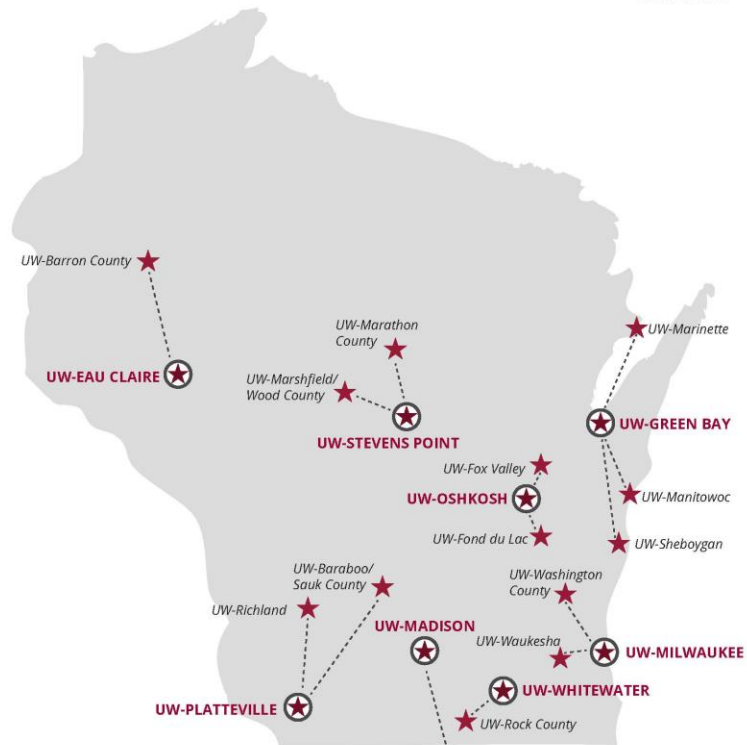 UW-Barron County
UW-EAU CLAIRE
UW-Marathon
County
UW-Marshfield/
Wood County
UW-STEVENS POINT
UW-Marinette
UW-GREEN BAY
UW-Fox Valley
UW-OSHKOSH
UW-Manitowoc
UW-Fond du Lac
UW-Sheboygan
UW-Baraboo/
Sauk County
UW-Richland
UW-Washington
County
UW-MADISON
UW-Waukesha
UW-MILWAUKEE
UW-WHITEWATER
UW-PLATTEVILLE
UW-Rock County